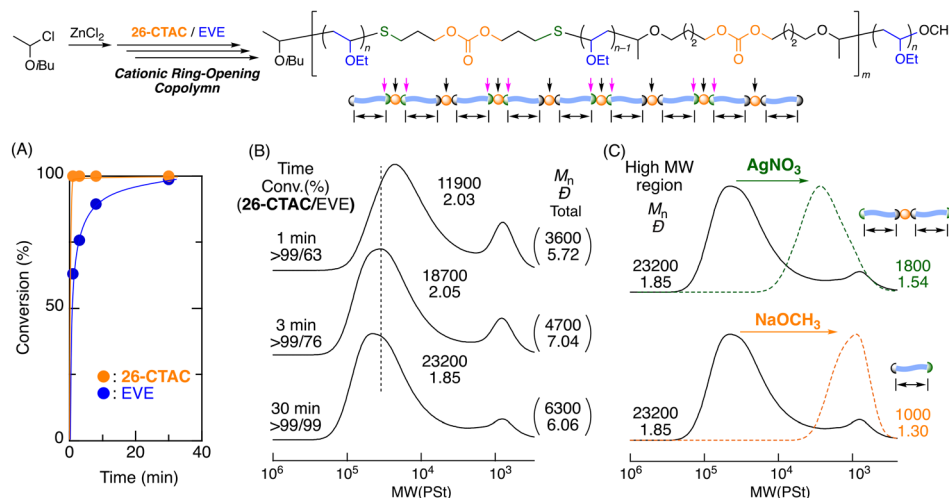 Cl
OiBu
ZnCl2
26-CTAC / EVE
Cationic Ring-Opening
Copolymn
OiBu
n
OEt
S
O
O
O
S
n–1
OEt
O
2
O
O
O
2
O
m
n
OEt
OCH
(A)
Conversion (%)
100
50
0
0
20
40
Time (min)
: 26-CTAC
: EVE
(B)
Time
Conv.(%)
(26-CTAC/EVE)
Mn
Đ
Total
11900
2.03
1 min
>99/63
3600
5.72
18700
2.05
3 min
>99/76
4700
7.04
23200
1.85
30 min
>99/99
6300
6.06
10^6
10^5
10^4
10^3
MW(PSt)
(C)
High MW
region
Mn
Đ
AgNO3
23200
1.85
1800
1.54
NaOCH3
23200
1.85
1000
1.30
10^6
10^5
10^4
10^3
MW(PSt)